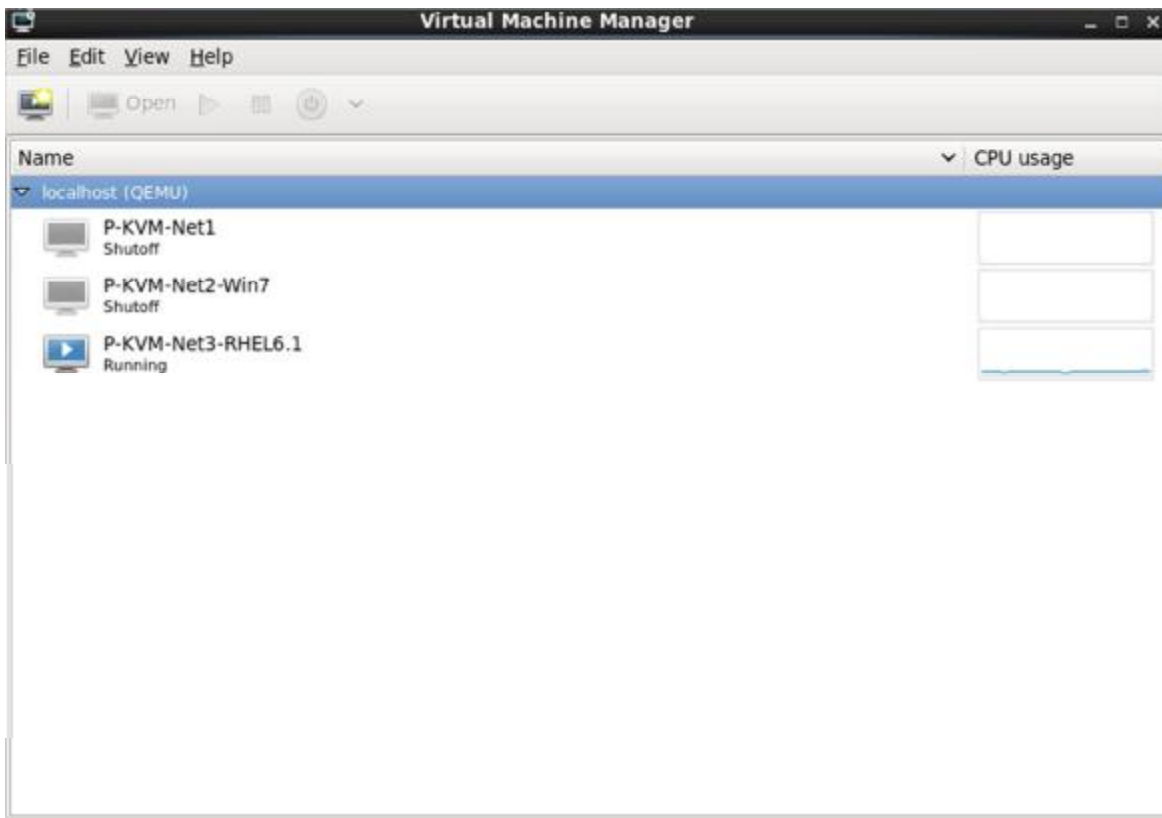 Virtual Machine Manager
File Edit View Help
Open
Name CPU usage
localhost (QEMU)
P-KVM-Net1
Shutoff
P-KVM-Net2-Win7
Shutoff
P-KVM-Net3-RHEL6.1
Running